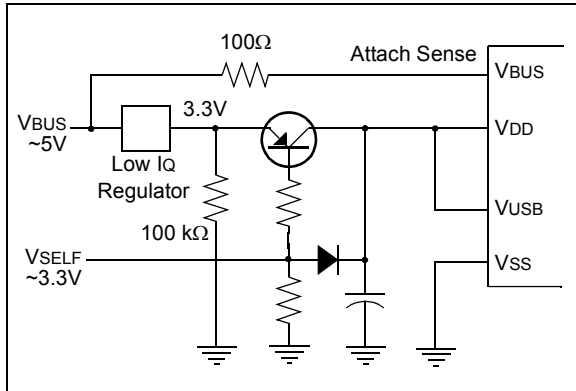 100Ω
Attach Sense
VBUS
VBUS
~5V
3.3V
VDD
Low IQ
Regulator
100 kΩ
VUSB
VSELF
~3.3V
VSS